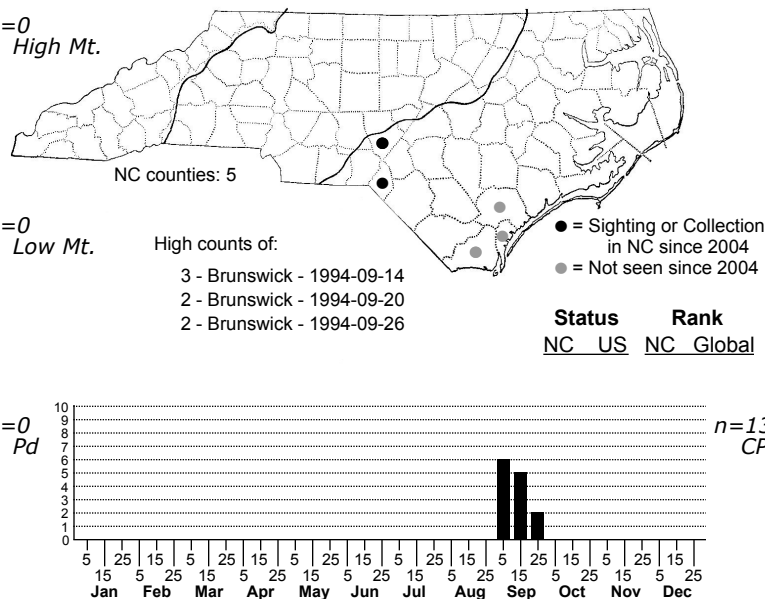 =0
High Mt.
NC counties: 5
=0
Low Mt.
High counts of:
3 - Brunswick - 1994-09-14
2 - Brunswick - 1994-09-20
2 - Brunswick - 1994-09-26
● = Sighting or Collection
in NC since 2004
● = Not seen since 2004
Status Rank
NC US NC Global
=0
Pd
n=13
CP
10
9
8
7
6
5
4
3
2
1
0
5 25 15 5 25 15 5 25 15 5 25 15 5 25 15 5 25 15
15 5 25 15 5 25 15 5 25 15 5 25 15 5 25 15 5 25
Jan Feb Mar Apr May Jun Jul Aug Sep Oct Nov Dec